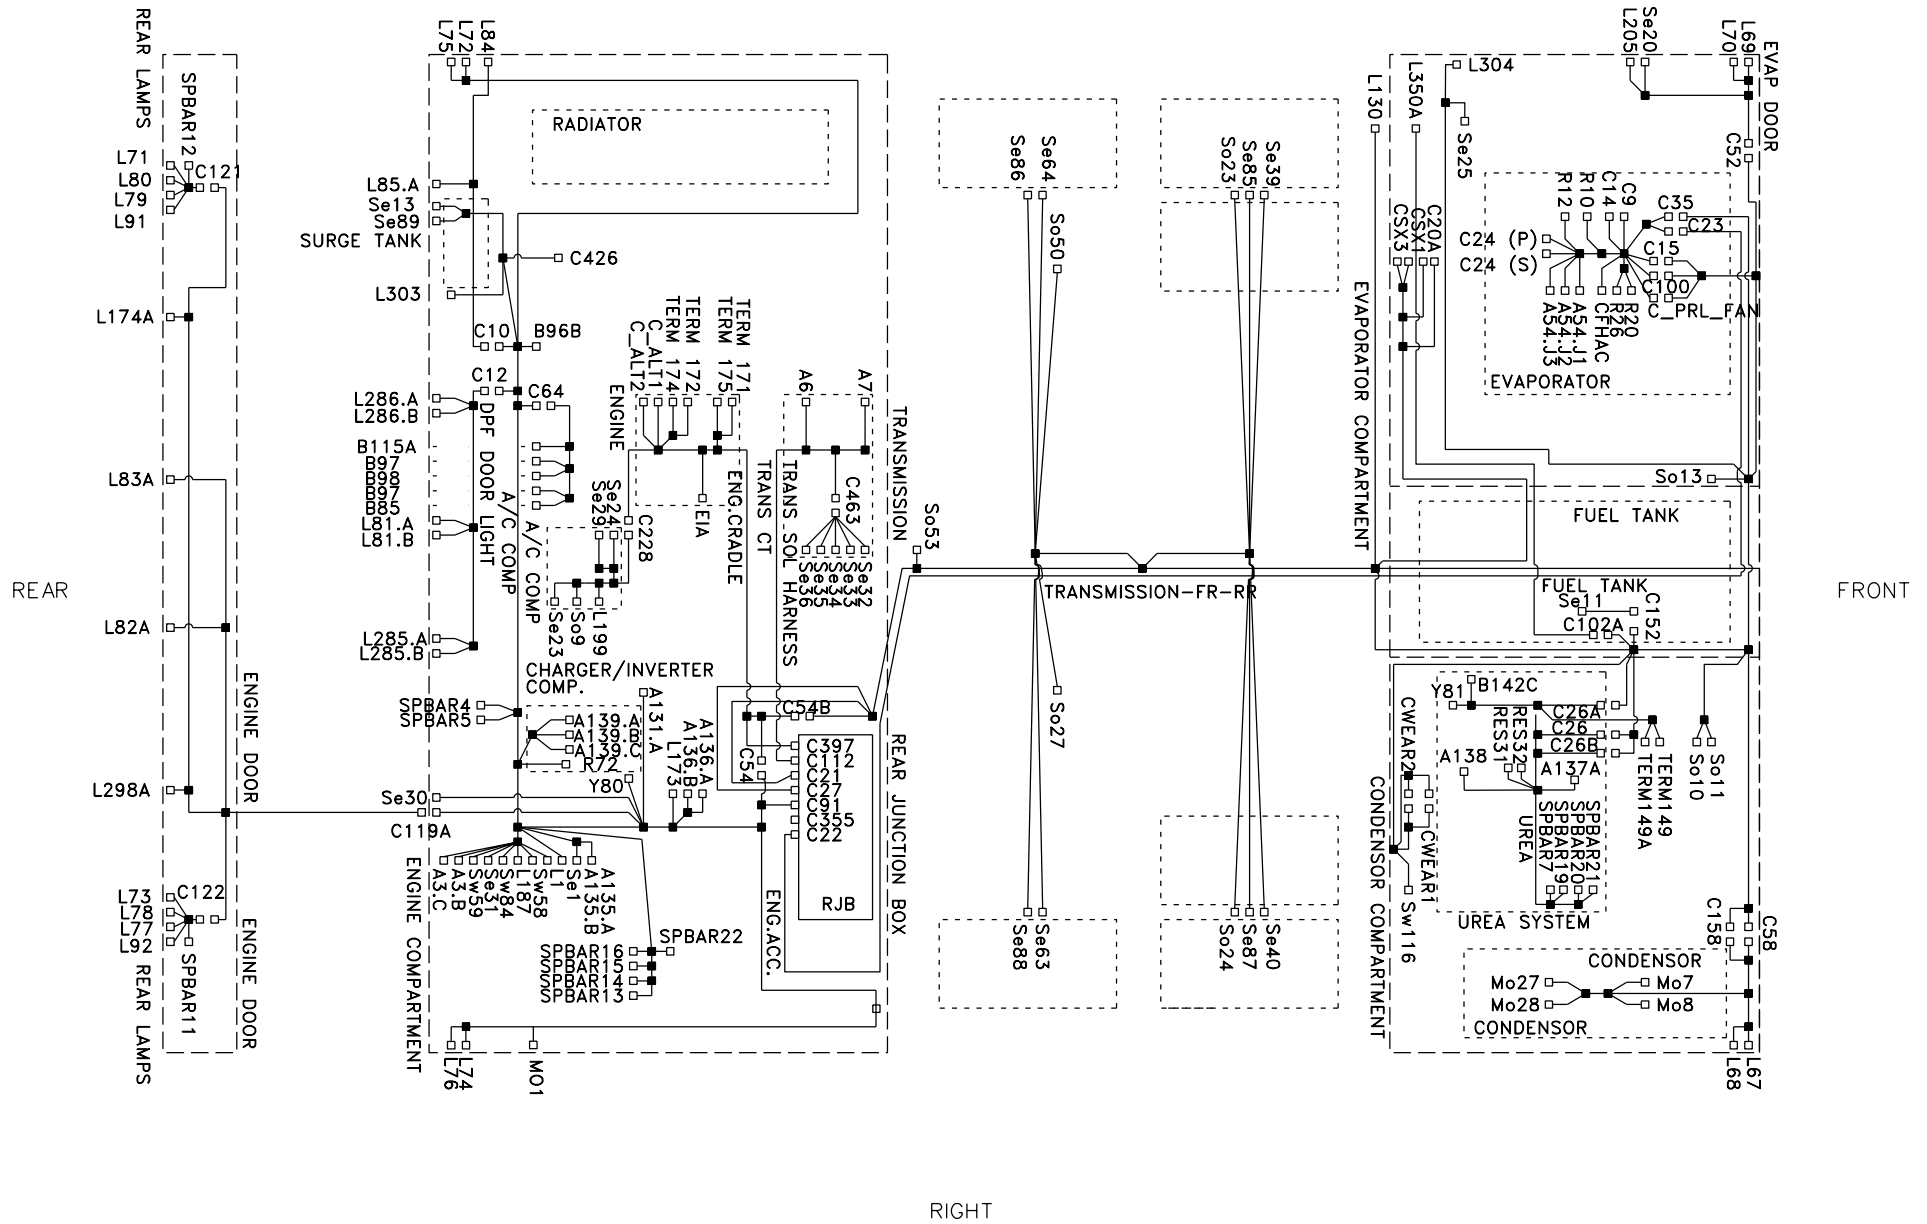 REAR LAMPS
SPBAR12
L71
L80
L79
L91
C121
L174A
L83A
L82A
L298A
ENGINE DOOR
L73
L78
L77
L92
C122
SPBAR11
ENGINE DOOR
REAR LAMPS
REAR
L75
L72
L84
RADIATOR
L85.A
Se13
Se89
SURGE TANK
C426
L303
C10
B96B
C12
C64
L286.A
L286.B
DPF DOOR LIGHT
B115A
B97
B98
B97
B85
L81.A
L81.B
A/C COMP
A/C COMP
L285.A
L285.B
C_ALT2
C_ALT1
TERM 174
TERM 172
TERM 175
TERM 171
ENGINE
EIA
ENG.CRADLE
Se29
Se24
C228
Se23
So9
L199
A6
A7
TRANSMISSION
TRANS CT
TRANS SOL HARNESS
C463
Se36
Se35
Se34
Se33
Se32
So53
CHARGER/INVERTER
COMP.
SPBAR4
SPBAR5
A139.A
A139.B
A139.C
R72
A131.A
L173
A136.B
A136.A
Y80
C54B
C54
C397
C112
C21
C27
C91
C355
C22
RJB
REAR JUNCTION BOX
Se30
C119A
ENGINE COMPARTMENT
A3.C
A3.B
Sw59
Se31
Sw84
L187
Sw58
L1
Se1
A135.B
A135.A
ENG.ACC.
SPBAR22
SPBAR16
SPBAR15
SPBAR14
SPBAR13
L76
L74
MO1
Se86
Se64
So50
So23
Se85
Se39
TRANSMISSION-FR-RR
So27
Se88
Se63
So24
Se87
Se40
L130
L350A
L304
Se25
L205
Se20
L70
L69
EVAP DOOR
C52
CSX3
CSX1
C20A
EVAPORATOR COMPARTMENT
R12
R10
C14
C9
C35
C23
C24 (P)
C24 (S)
C15
C100
C_PRL_FAN
A54.J3
A54.J2
A54.J1
CFHAC
R26
R20
EVAPORATOR
So13
FUEL TANK
FUEL TANK
Se11
C102A
C152
Y81
B142C
RES31
RES32
C26A
C26
C26B
A138
A137A
UREA
SPBAR7
SPBAR19
SPBAR20
SPBAR21
UREA SYSTEM
TERM149A
TERM149
So10
So11
CWEAR2
CWEAR1
Sw116
CONDENSOR COMPARTMENT
C158
C58
CONDENSOR
Mo27
Mo28
Mo7
Mo8
CONDENSOR
L68
L67
FRONT
RIGHT